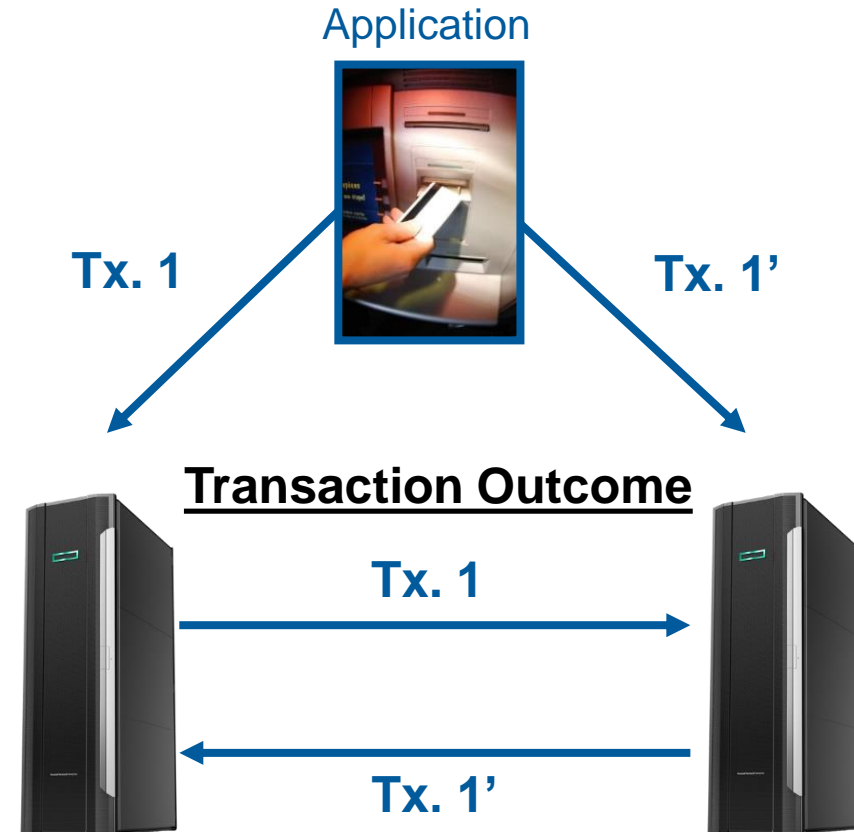 Application
Tx. 1
Tx. 1’
Transaction Outcome
Tx. 1
Tx. 1’